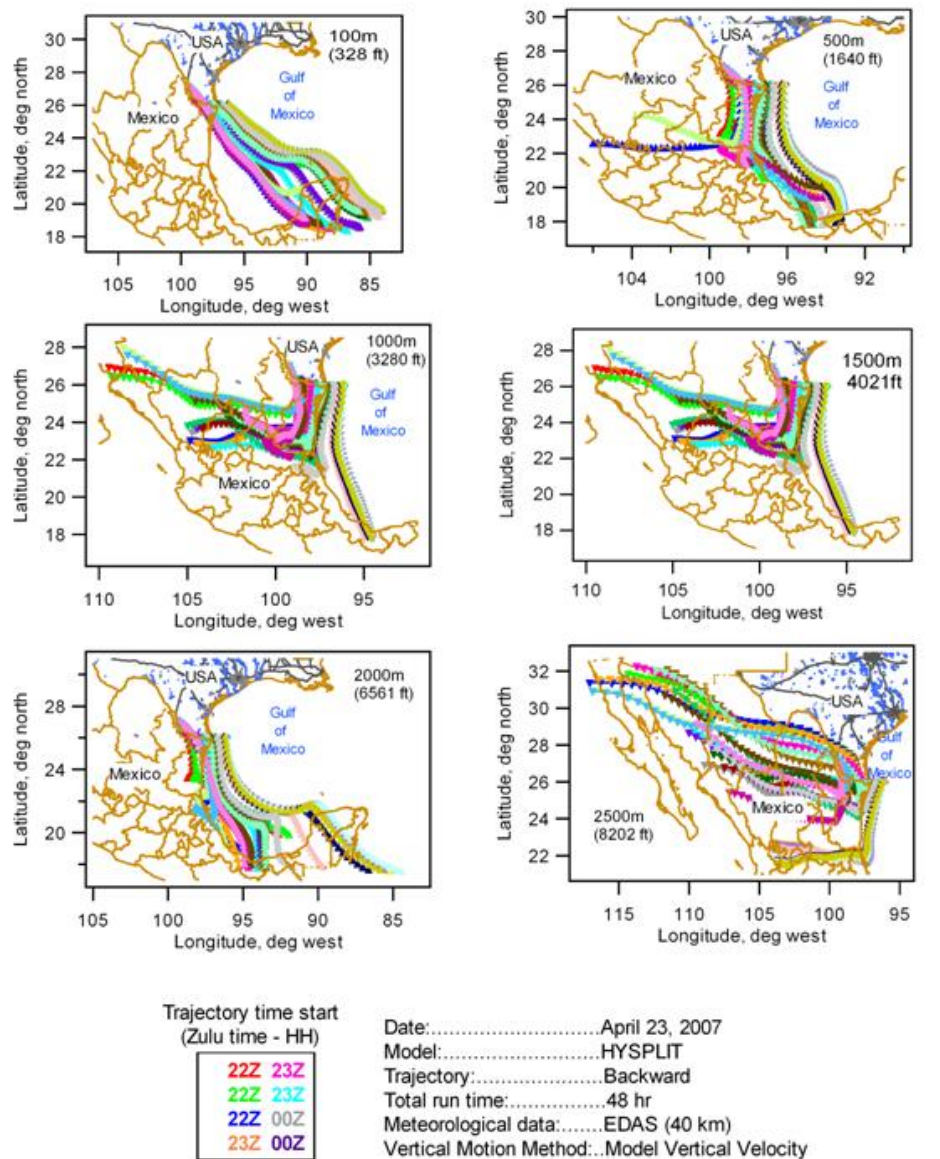 100m
(328 ft)
USA
Gulf
of
Mexico
Mexico
Latitude, deg north
30
28
26
24
22
20
18
105
100
95
90
85
Longitude, deg west
500m
(1640 ft)
USA
Mexico
Gulf
of
Mexico
Latitude, deg north
30
28
26
24
22
20
18
104
100
96
92
Longitude, deg west
1000m
(3280 ft)
USA
Gulf
of
Mexico
Mexico
Latitude, deg north
28
26
24
22
20
18
110
105
100
95
Longitude, deg west
1500m
4021ft
USA
Mexico
Latitude, deg north
28
26
24
22
20
18
110
105
100
95
Longitude, deg west
2000m
(6561 ft)
USA
Gulf
of
Mexico
Mexico
Latitude, deg north
28
24
20
105
100
95
90
85
Longitude, deg west
USA
Gulf
of
Mexico
Mexico
2500m
(8202 ft)
Latitude, deg north
32
30
28
26
24
22
115
110
105
100
95
Longitude, deg west
Trajectory time start
(Zulu time - HH)
22Z 23Z
22Z 23Z
22Z 00Z
23Z 00Z
Date:............................April 23, 2007
Model:.........................HYSPLIT
Trajectory:....................Backward
Total run time:...............48 hr
Meteorological data:.......EDAS (40 km)
Vertical Motion Method:..Model Vertical Velocity